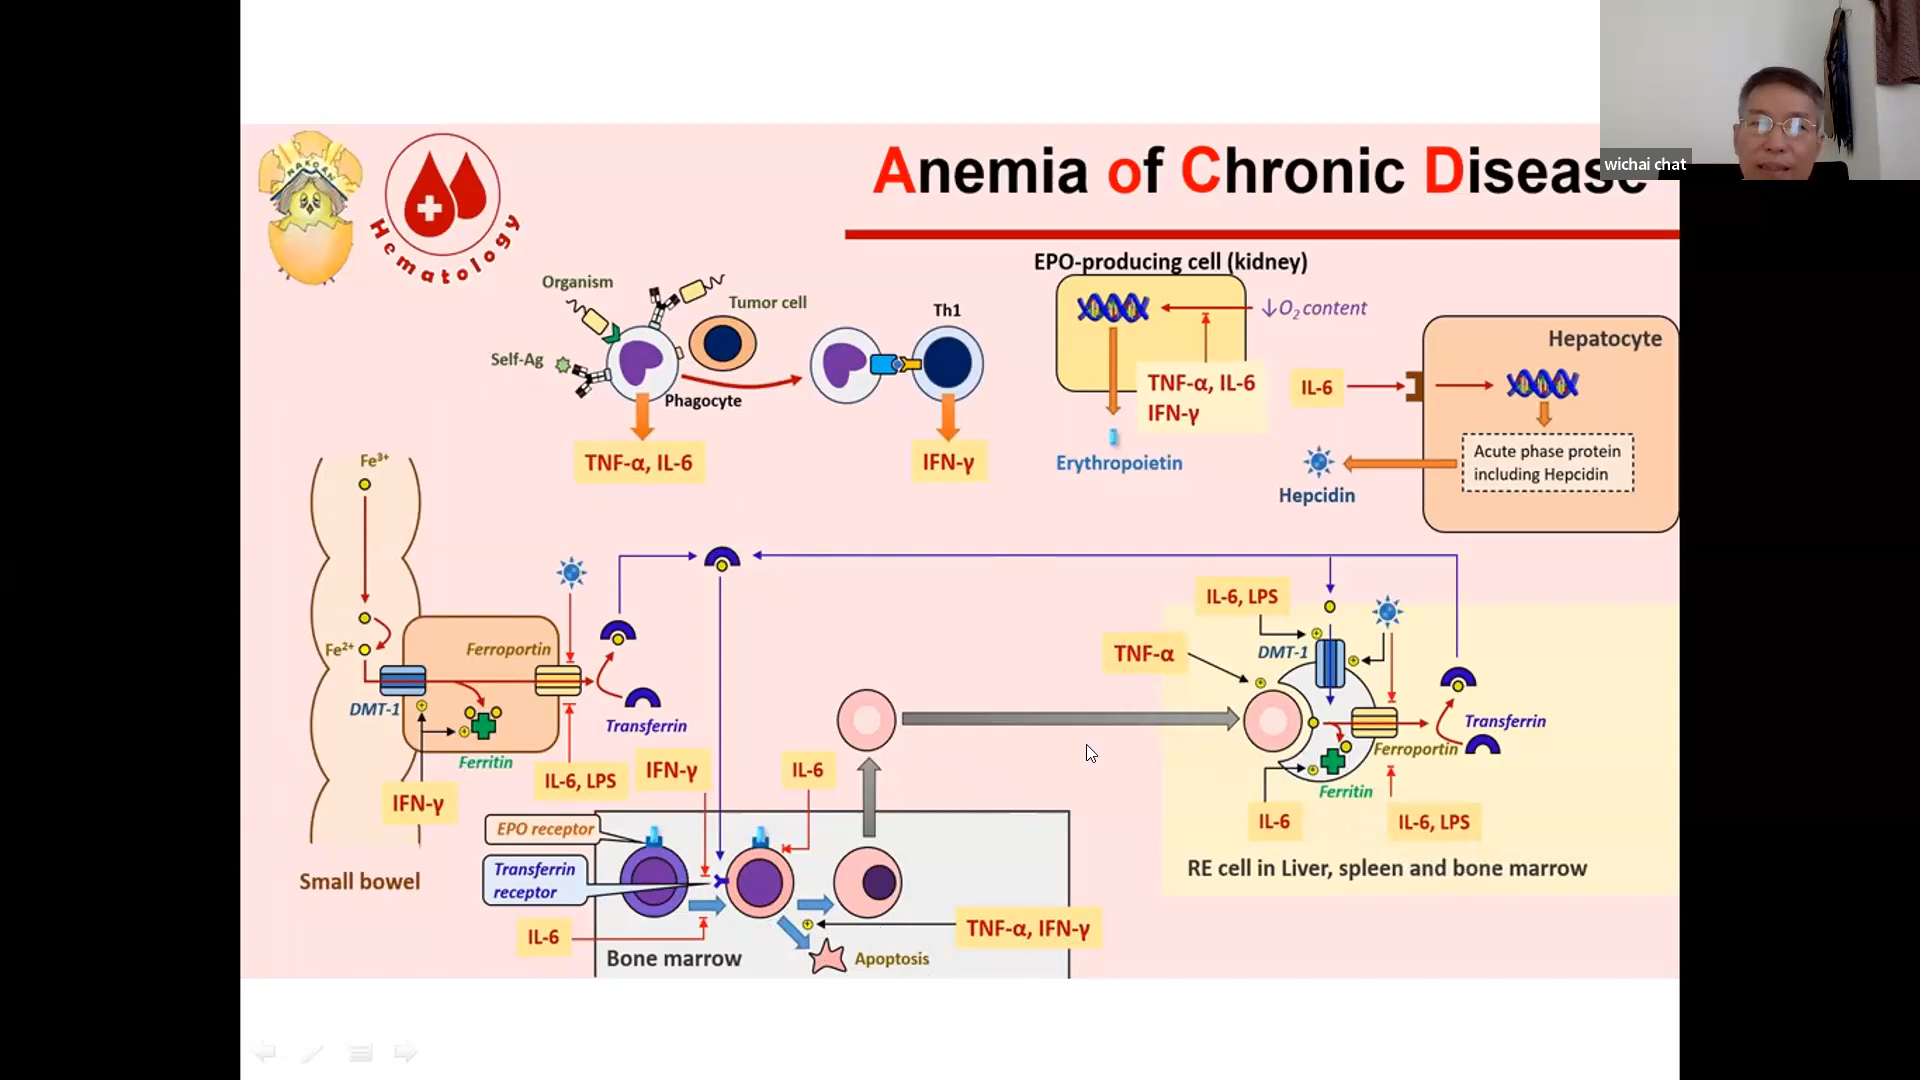 Anemia of Chronic Disease
wichai chat
NAKORN
Hematology
EPO-producing cell (kidney)
Organism
Tumor cell
Th1
↓O₂ content
Hepatocyte
Self-Ag
Phagocyte
TNF-α, IL-6
IFN-γ
IL-6
TNF-α, IL-6
IFN-γ
Erythropoietin
Acute phase protein
including Hepcidin
Hepcidin
Fe³⁺
IL-6, LPS
Fe²⁺
Ferroportin
TNF-α
DMT-1
DMT-1
Transferrin
Transferrin
Ferroportin
Ferritin
IL-6, LPS
IFN-γ
IL-6
Ferritin
IFN-γ
IL-6
IL-6, LPS
EPO receptor
Transferrin
receptor
Small bowel
RE cell in Liver, spleen and bone marrow
IL-6
TNF-α, IFN-γ
Bone marrow
Apoptosis